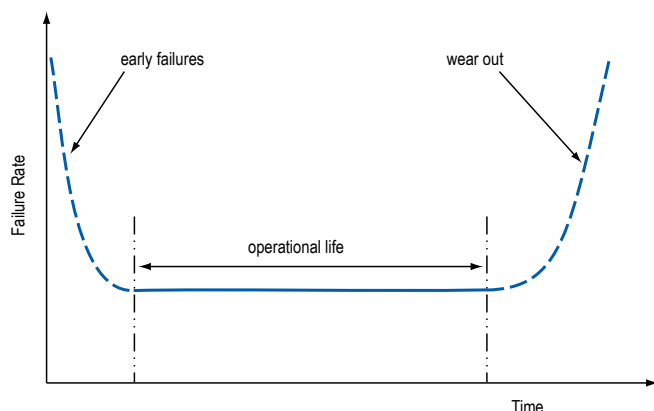 early failures
wear out
Failure Rate
operational life
Time